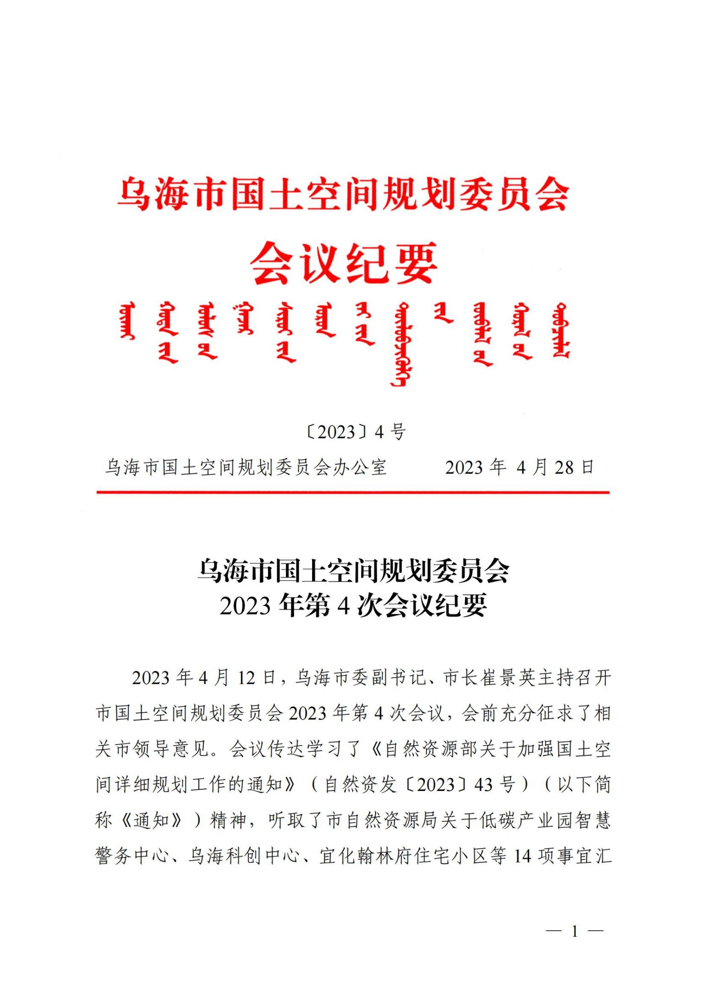 乌海市国土空间规划委员会
会议纪要
〔2023〕4 号
乌海市国土空间规划委员会办公室 2023 年 4 月 28 日
乌海市国土空间规划委员会
2023 年第 4 次会议纪要
2023 年 4 月 12 日，乌海市委副书记、市长崔景英主持召开
市国土空间规划委员会 2023 年第 4 次会议，会前充分征求了相
关市领导意见。会议传达学习了《自然资源部关于加强国土空
间详细规划工作的通知》（自然资发〔2023〕43 号）（以下简
称《通知》）精神，听取了市自然资源局关于低碳产业园智慧
警务中心、乌海科创中心、宜化翰林府住宅小区等 14 项事宜汇
— 1 —